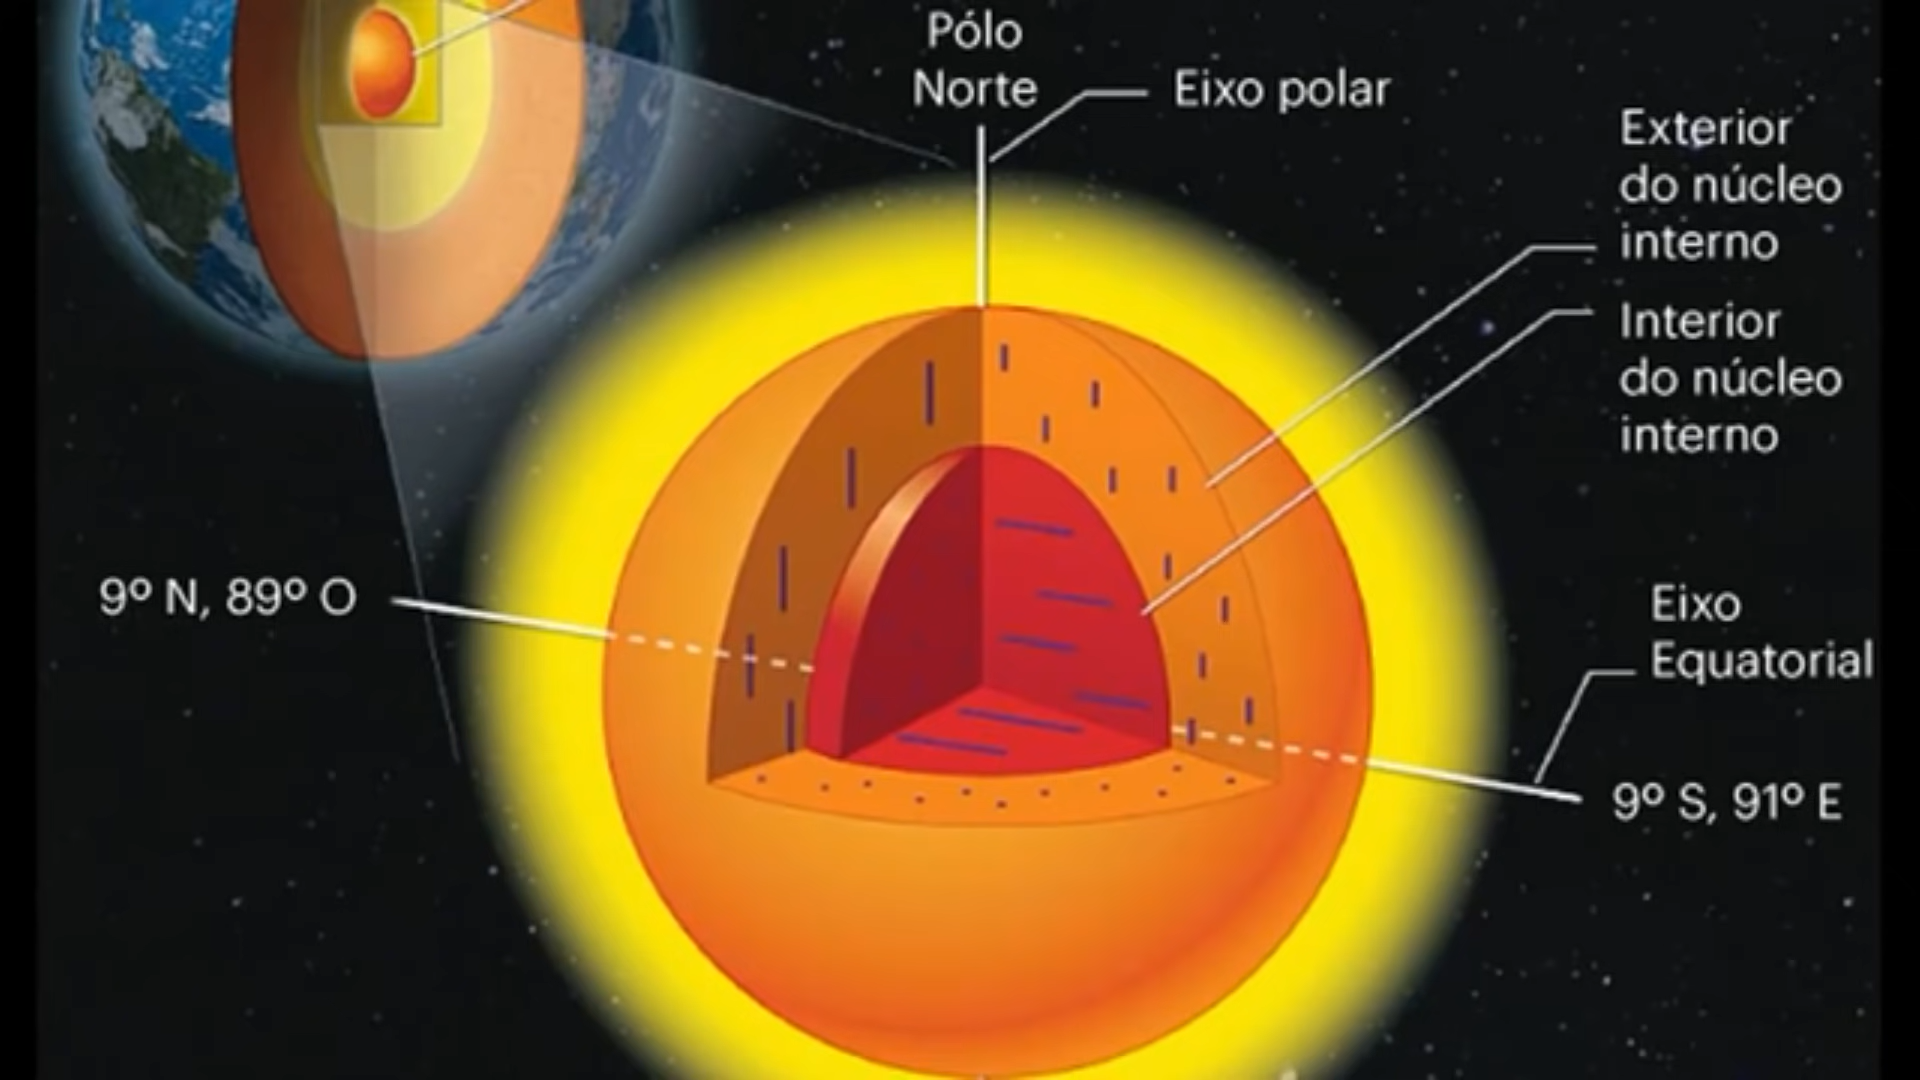 Pólo
Norte
Eixo polar
Exterior
do núcleo
interno
Interior
do núcleo
interno
9º N, 89º O
Eixo
Equatorial
9º S, 91º E